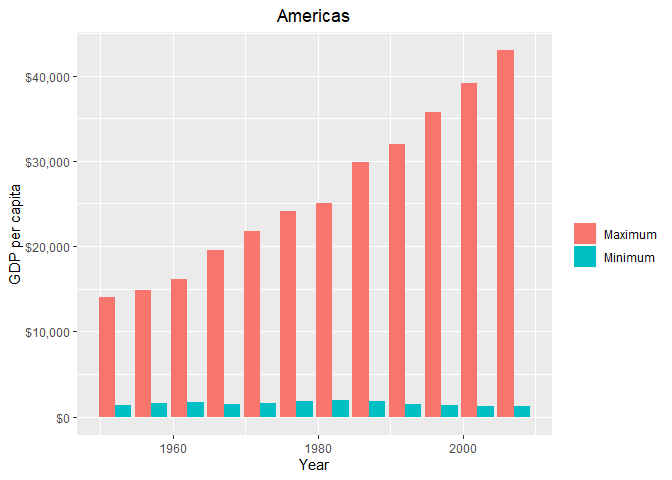 Americas
GDP per capita
$40,000
$30,000
$20,000
$10,000
$0
1960
1980
2000
Year
Maximum
Minimum